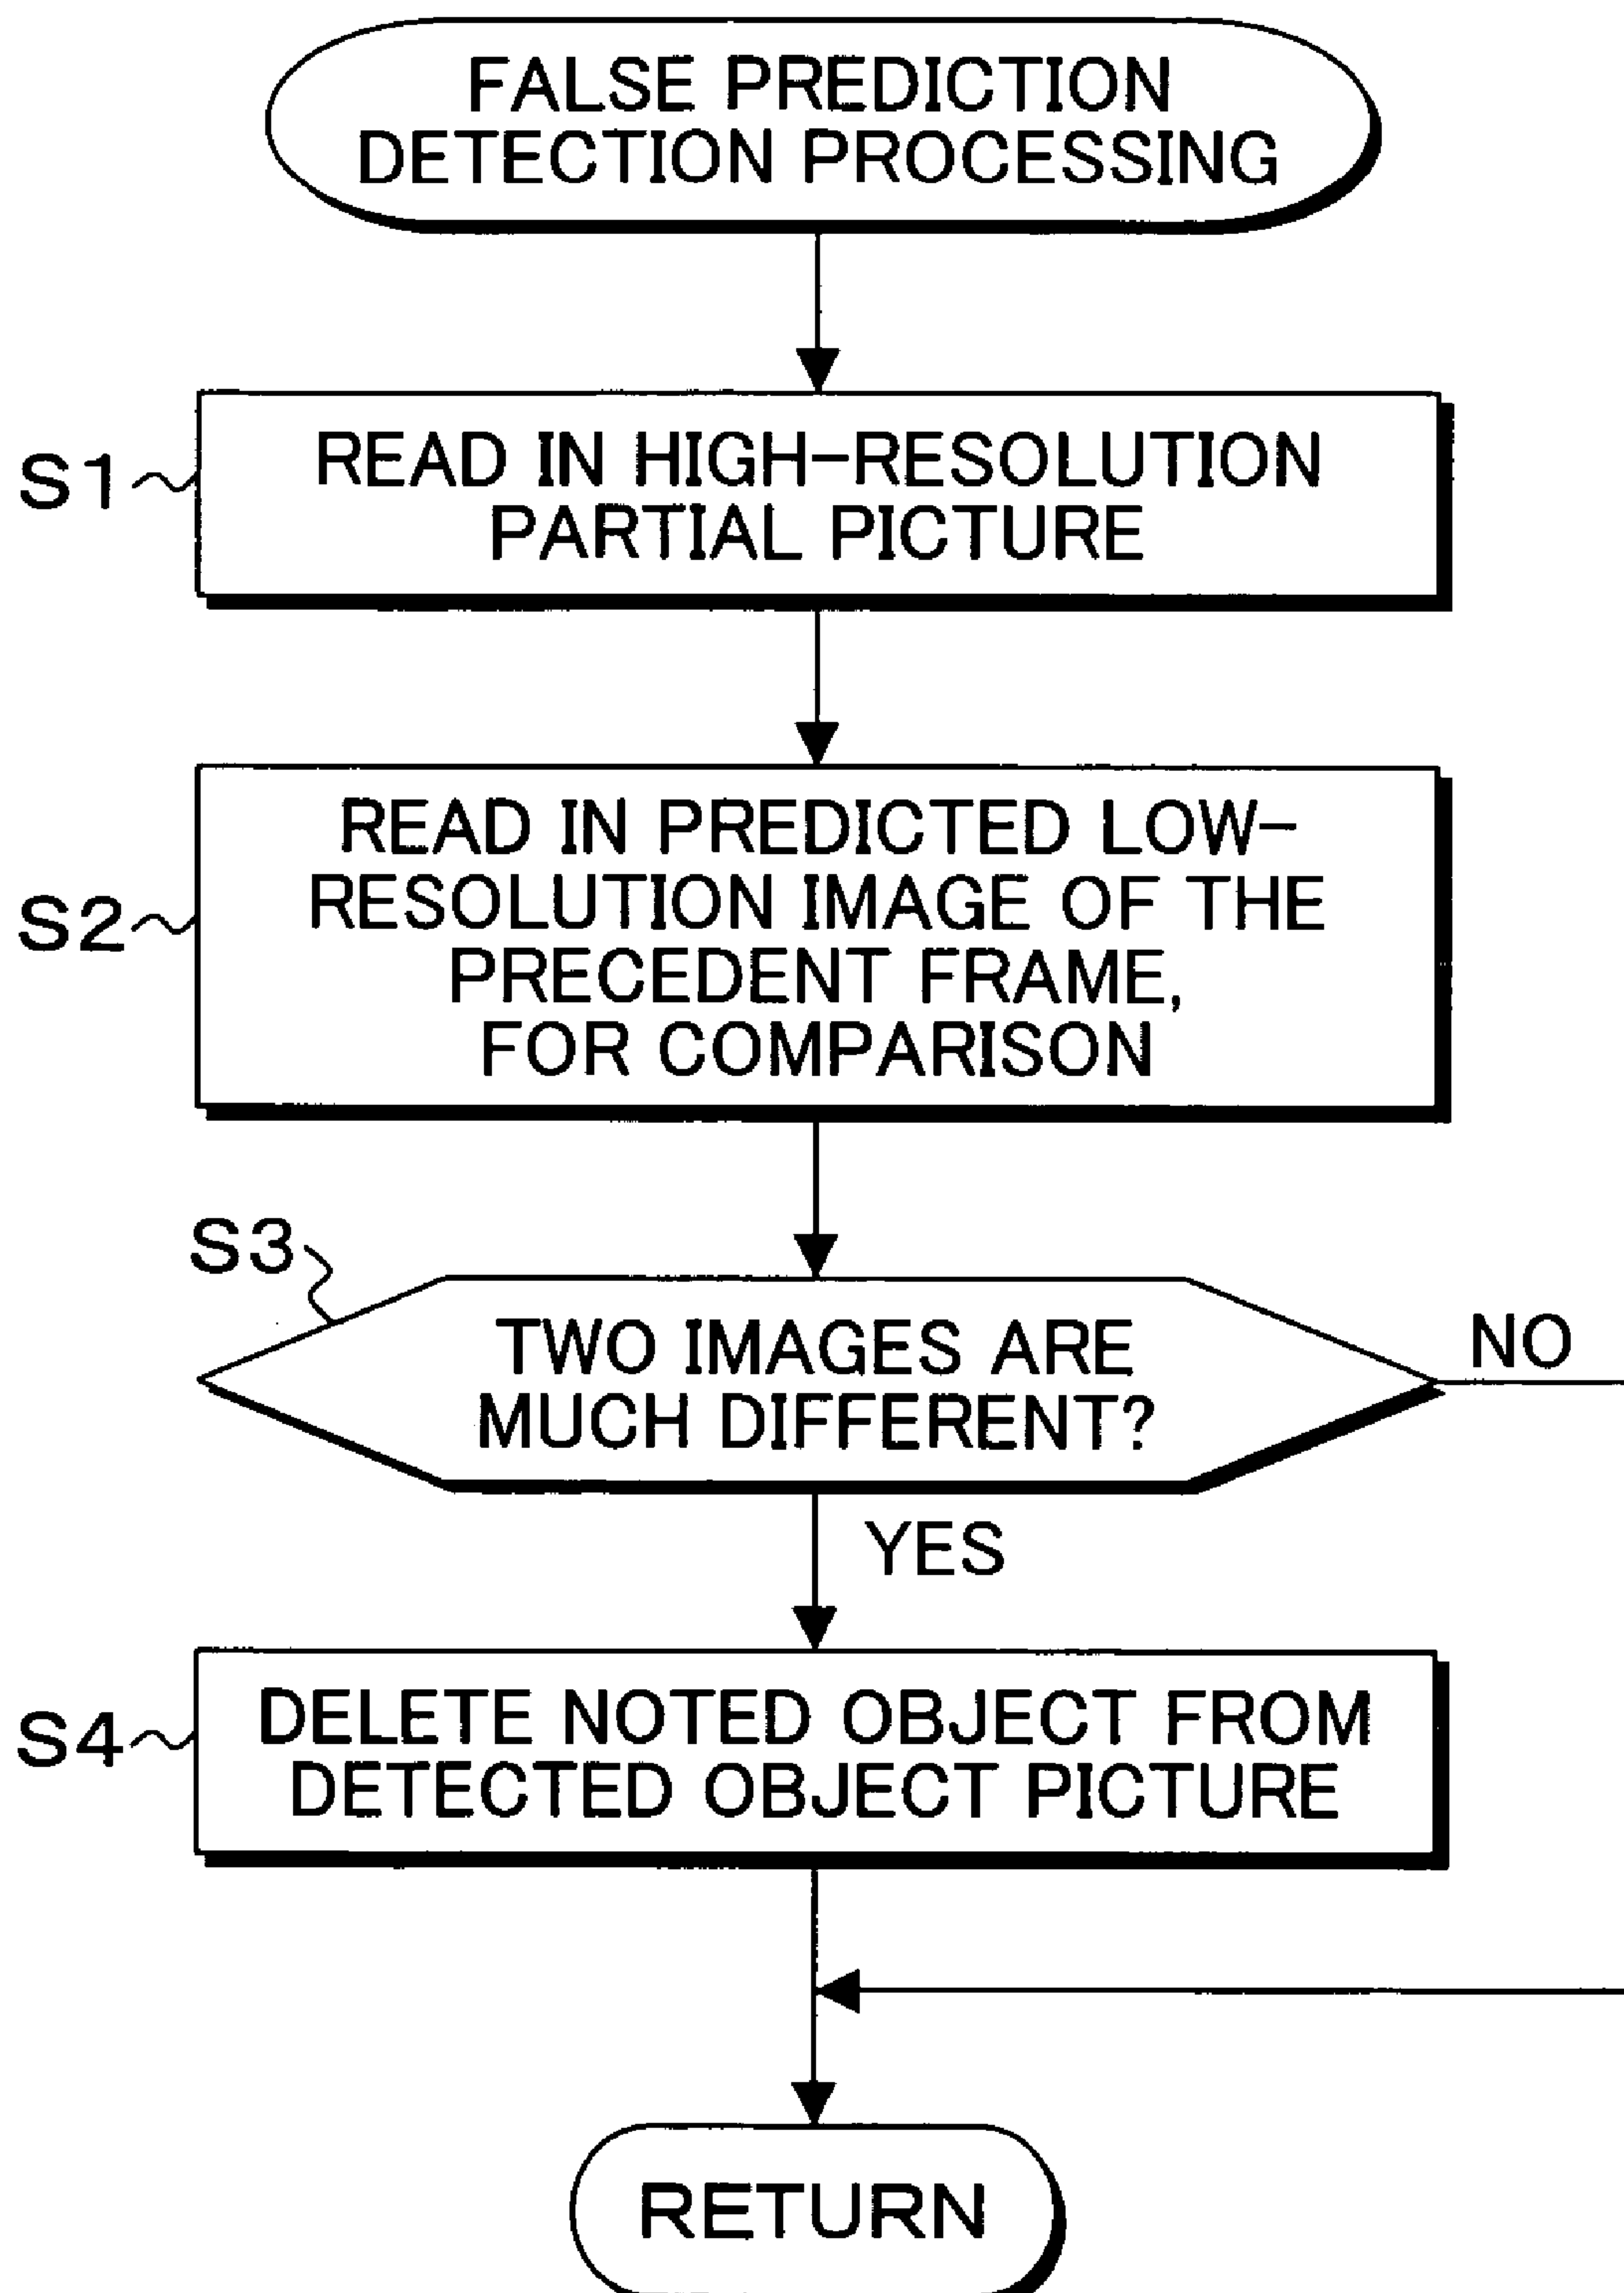 FALSE PREDICTION
DETECTION PROCESSING
S1
READ IN HIGH-RESOLUTION
PARTIAL PICTURE
S2
READ IN PREDICTED LOW-
RESOLUTION IMAGE OF THE
PRECEDENT FRAME,
FOR COMPARISON
S3
TWO IMAGES ARE
MUCH DIFFERENT?
NO
YES
S4
DELETE NOTED OBJECT FROM
DETECTED OBJECT PICTURE
RETURN